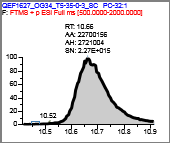 QEF1627_OG34_T5-35-0-3_SC PC-32:1
F: FTMS + p ESI Full ms [500.0000-2000.0000]
RT: 10.66
AA: 22700156
AH: 2721004
SN: 2.27E+015
100
80
60
40
20
0
10.52
10.5 10.6 10.7 10.8 10.9